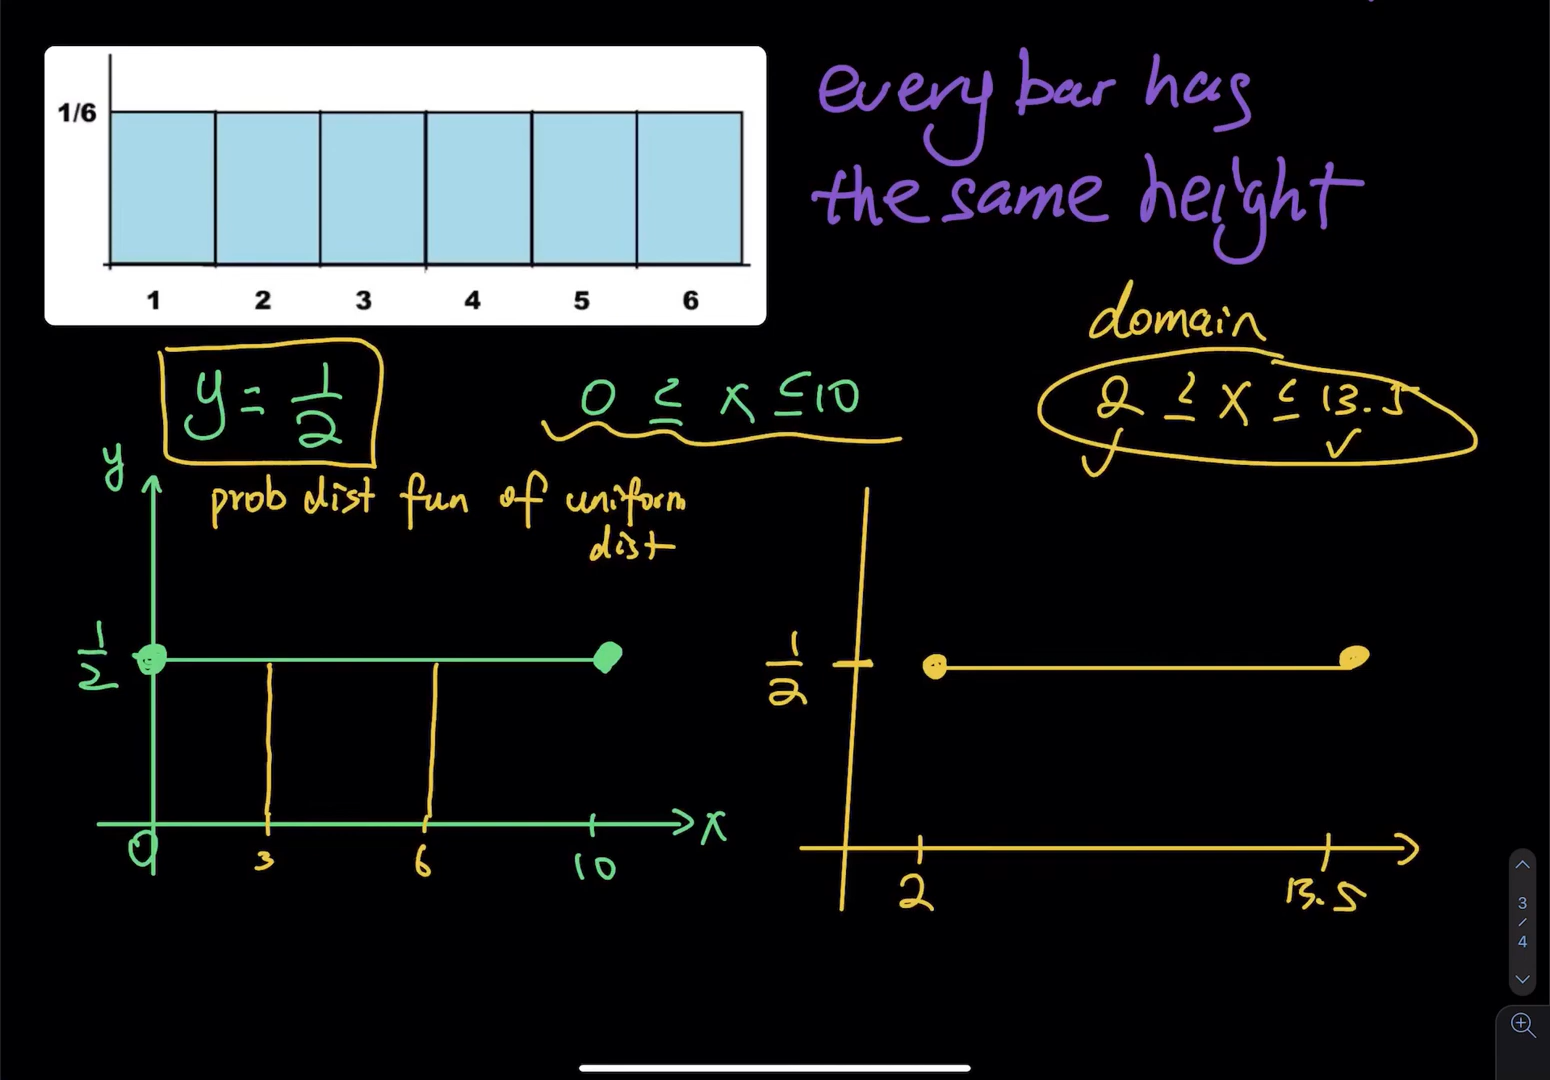 every bar has
the same height
1/6
1 2 3 4 5 6
domain
y = 1/2
0 ≤ x ≤ 10
2 ≤ x ≤ 13.5
y
prob dist fun of uniform
dist
1/2
1/2
x
0 3 6 10
2 13.5
3
/
4